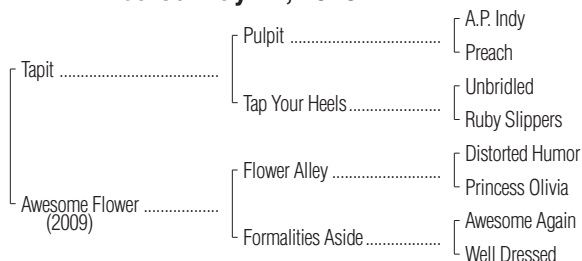 A.P. Indy
Pulpit
Preach
Tapit
Unbridled
Tap Your Heels
Ruby Slippers
Distorted Humor
Flower Alley
Princess Olivia
Awesome Flower
(2009)
Awesome Again
Formalities Aside
Well Dressed